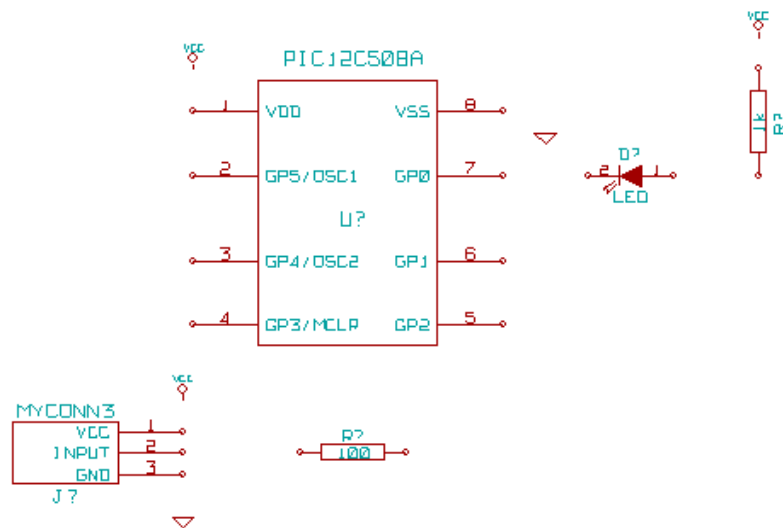 VCC
VCC
PIC12C508A
1 VDD VSS 8
1K R?
D?
2 GP5/OSC1 GP0 7
2 1
LED
U?
3 GP4/OSC2 GP1 6
4 GP3/MCLR GP2 5
VCC
MYCONN3
VCC 1
INPUT 2
GND 3
J?
R?
100